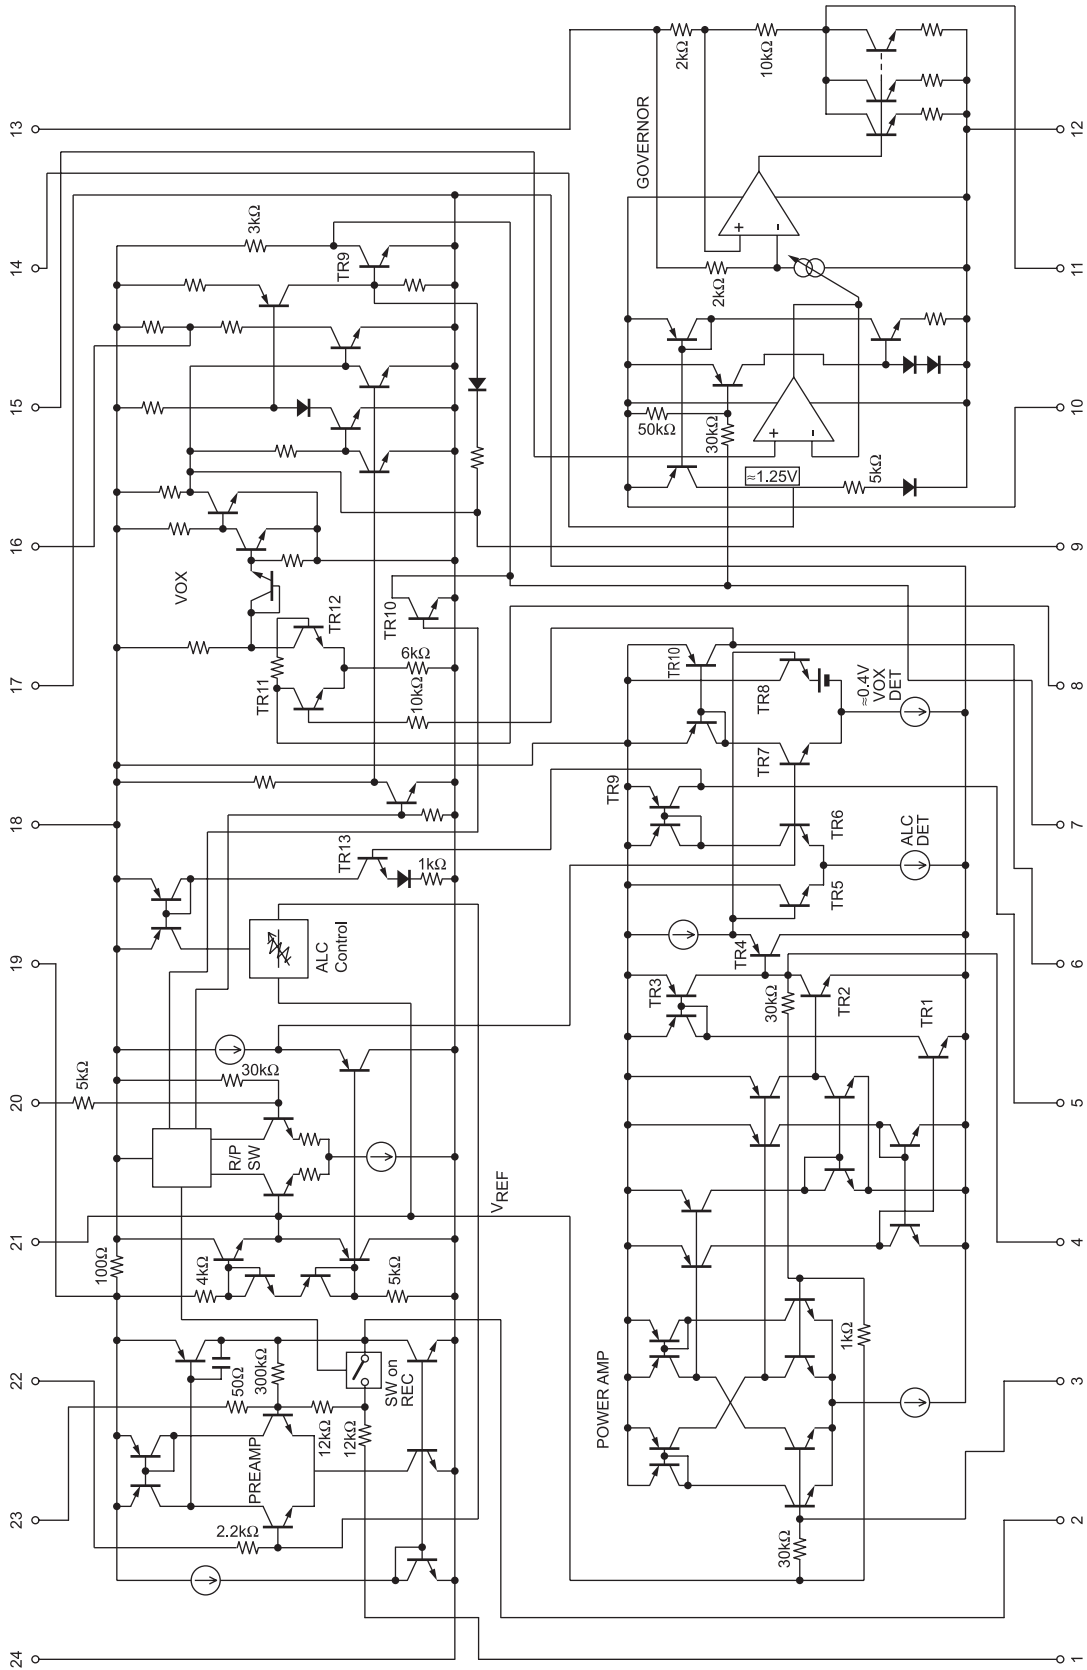 13
14
15
16
17
18
19
20
21
22
23
24
12
11
10
9
8
7
6
5
4
3
2
1
3kΩ
TR9
VOX
TR12
TR11
TR10
6kΩ
10kΩ
TR13
1kΩ
ALC
Control
5kΩ
30kΩ
R/P
SW
VREF
100Ω
4kΩ
5kΩ
50Ω
300kΩ
SW on
REC
12kΩ
12kΩ
PREAMP
2.2kΩ
GOVERNOR
2kΩ
10kΩ
+
-
2kΩ
50kΩ
30kΩ
+
-
≈1.25V
5kΩ
TR10
TR8
≈0.4V
VOX
DET
TR7
TR9
TR6
ALC
DET
TR5
TR4
TR3
30kΩ
TR2
TR1
POWER AMP
1kΩ
30kΩ